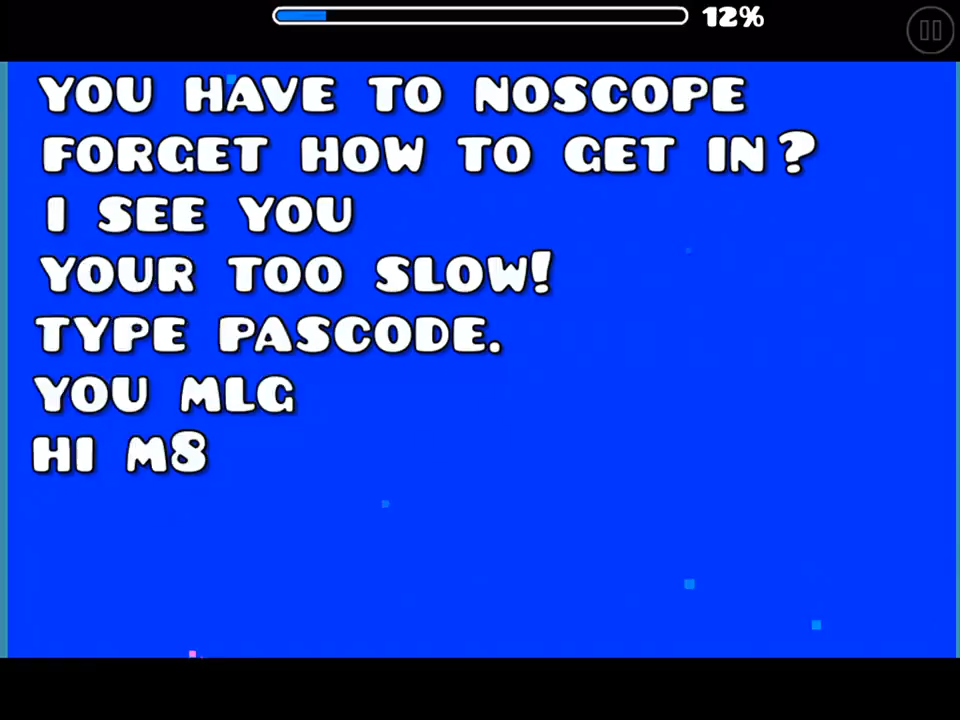 12%
YOU HAVE TO NOSCOPE
FORGET HOW TO GET IN?
I SEE YOU
YOUR TOO SLOW!
TYPE PASCODE.
YOU MLG
HI M8